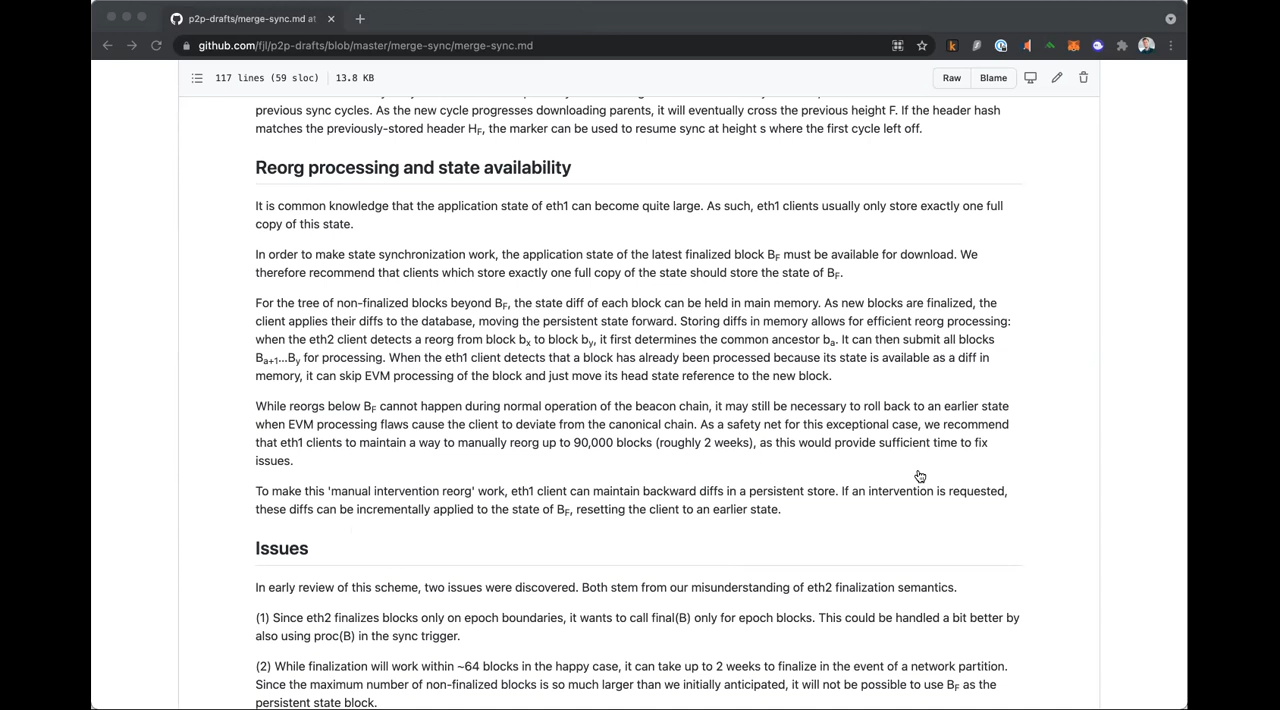 p2p-drafts/merge-sync.md at
github.com/fjl/p2p-drafts/blob/master/merge-sync/merge-sync.md
117 lines (59 sloc) 13.8 KB Raw Blame
previous sync cycles. As the new cycle progresses downloading parents, it will eventually cross the previous height F. If the header hash
matches the previously-stored header HF, the marker can be used to resume sync at height s where the first cycle left off.
Reorg processing and state availability
It is common knowledge that the application state of eth1 can become quite large. As such, eth1 clients usually only store exactly one full
copy of this state.
In order to make state synchronization work, the application state of the latest finalized block BF must be available for download. We
therefore recommend that clients which store exactly one full copy of the state should store the state of BF.
For the tree of non-finalized blocks beyond BF, the state diff of each block can be held in main memory. As new blocks are finalized, the
client applies their diffs to the database, moving the persistent state forward. Storing diffs in memory allows for efficient reorg processing:
when the eth2 client detects a reorg from block bx to block by, it first determines the common ancestor ba. It can then submit all blocks
Ba+1...By for processing. When the eth1 client detects that a block has already been processed because its state is available as a diff in
memory, it can skip EVM processing of the block and just move its head state reference to the new block.
While reorgs below BF cannot happen during normal operation of the beacon chain, it may still be necessary to roll back to an earlier state
when EVM processing flaws cause the client to deviate from the canonical chain. As a safety net for this exceptional case, we recommend
that eth1 clients to maintain a way to manually reorg up to 90,000 blocks (roughly 2 weeks), as this would provide sufficient time to fix
issues.
To make this 'manual intervention reorg' work, eth1 client can maintain backward diffs in a persistent store. If an intervention is requested,
these diffs can be incrementally applied to the state of BF, resetting the client to an earlier state.
Issues
In early review of this scheme, two issues were discovered. Both stem from our misunderstanding of eth2 finalization semantics.
(1) Since eth2 finalizes blocks only on epoch boundaries, it wants to call final(B) only for epoch blocks. This could be handled a bit better by
also using proc(B) in the sync trigger.
(2) While finalization will work within ~64 blocks in the happy case, it can take up to 2 weeks to finalize in the event of a network partition.
Since the maximum number of non-finalized blocks is so much larger than we initially anticipated, it will not be possible to use BF as the
persistent state block.